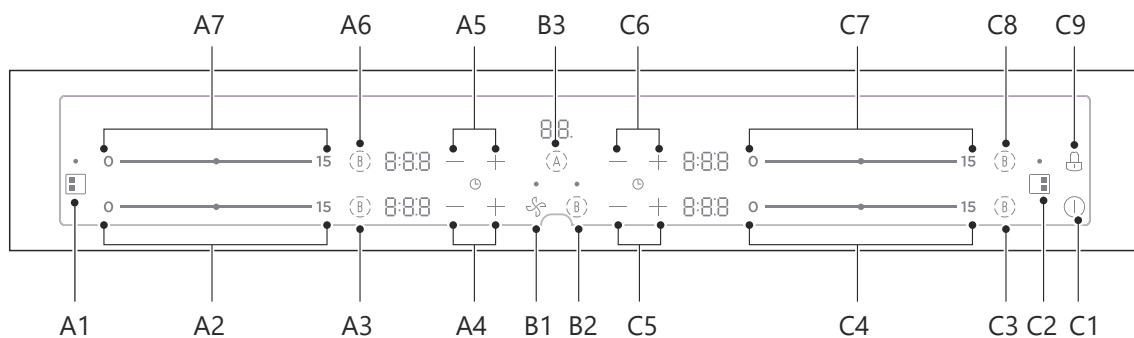 A7 A6 A5 B3 C6 C7 C8 C9
88.
0 15 B 8:8.8 A 8:8.8 0 15 B
0 15 B 8:8.8 B 8:8.8 0 15 B
A1 A2 A3 A4 B1 B2 C5 C4 C3 C2 C1